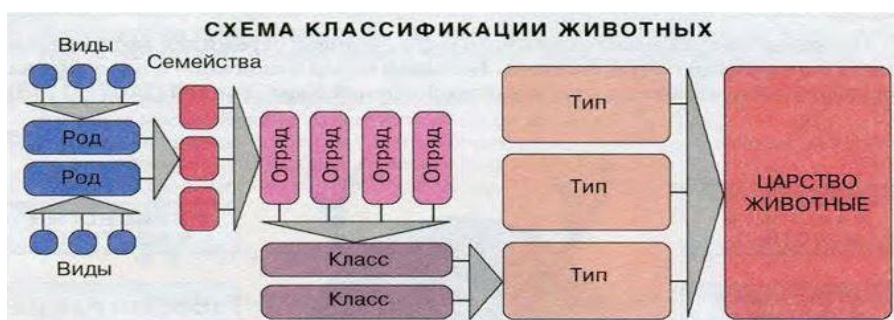 СХЕМА КЛАССИФИКАЦИИ ЖИВОТНЫХ
Виды
Семейства
Род
Род
Виды
Отряд
Отряд
Отряд
Отряд
Класс
Класс
Тип
Тип
Тип
ЦАРСТВО
ЖИВОТНЫЕ